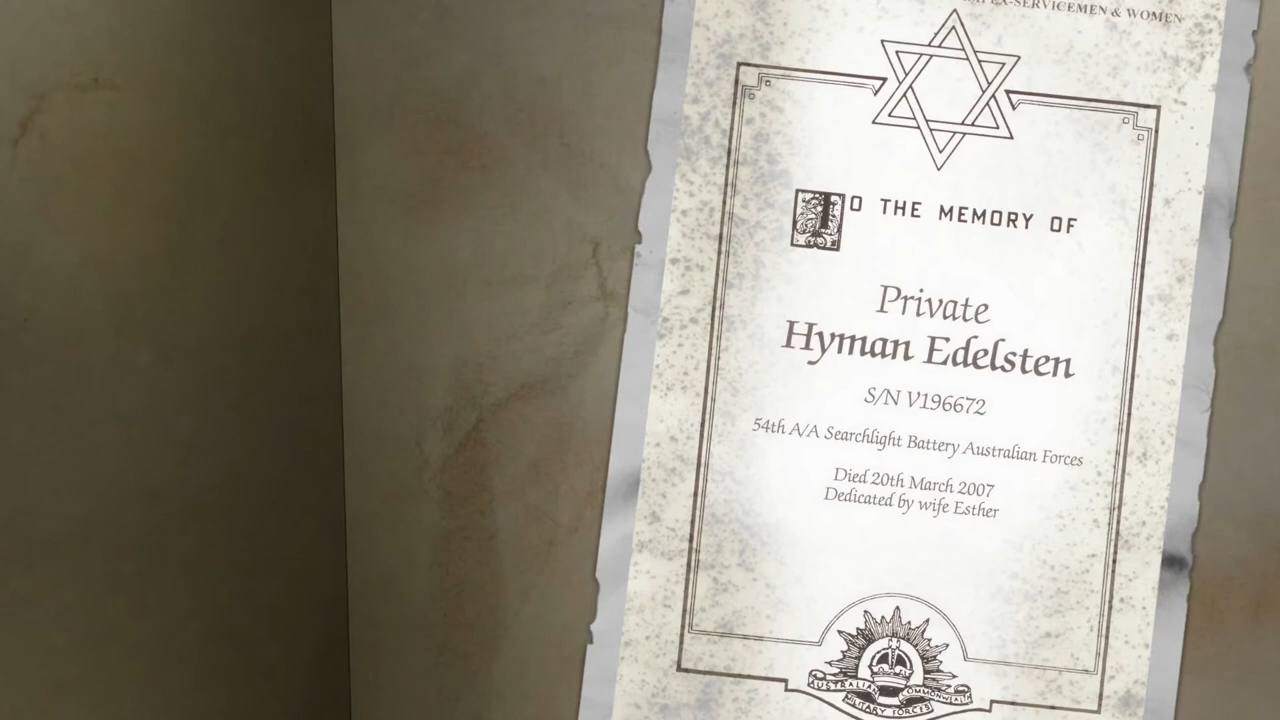 EX-SERVICEMEN & WOMEN
TO THE MEMORY OF
Private
Hyman Edelsten
S/N V196672
54th A/A Searchlight Battery Australian Forces
Died 20th March 2007
Dedicated by wife Esther
AUSTRALIAN COMMONWEALTH
MILITARY FORCES